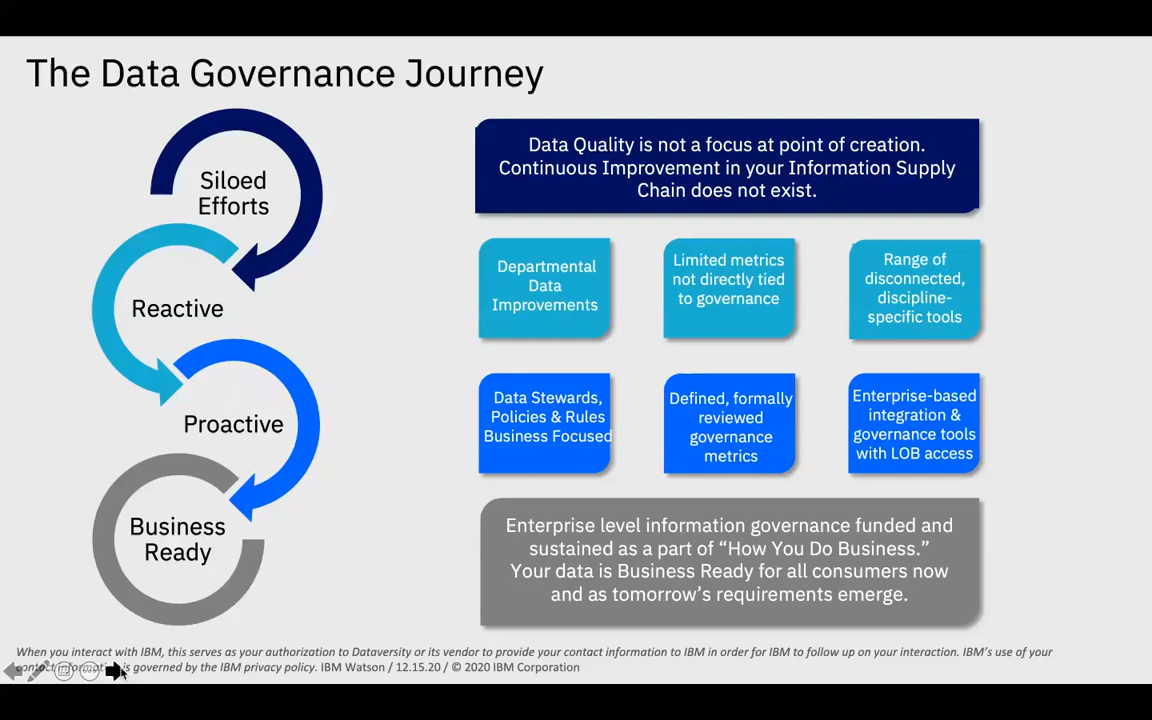 The Data Governance Journey
Siloed
Efforts
Data Quality is not a focus at point of creation.
Continuous Improvement in your Information Supply
Chain does not exist.
Reactive
Departmental
Data
Improvements
Limited metrics
not directly tied
to governance
Range of
disconnected,
discipline-
specific tools
Proactive
Data Stewards,
Policies & Rules
Business Focused
Defined, formally
reviewed
governance
metrics
Enterprise-based
integration &
governance tools
with LOB access
Business
Ready
Enterprise level information governance funded and
sustained as a part of “How You Do Business.”
Your data is Business Ready for all consumers now
and as tomorrow’s requirements emerge.
When you interact with IBM, this serves as your authorization to Dataversity or its vendor to provide your contact information to IBM in order for IBM to follow up on your interaction. IBM’s use of your
contact information is governed by the IBM privacy policy. IBM Watson / 12.15.20 / © 2020 IBM Corporation